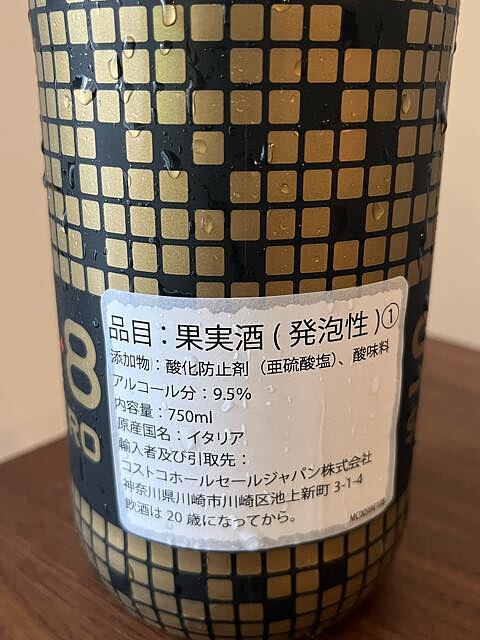 品目：果実酒 ( 発泡性 )①
添加物：酸化防止剤（亜硫酸塩）、酸味料
アルコール分：9.5%
内容量：750ml
原産国名：イタリア
輸入者及び引取先：
コストコホールセールジャパン株式会社
神奈川県川崎市川崎区池上新町 3-1-4
飲酒は 20 歳になってから。
8